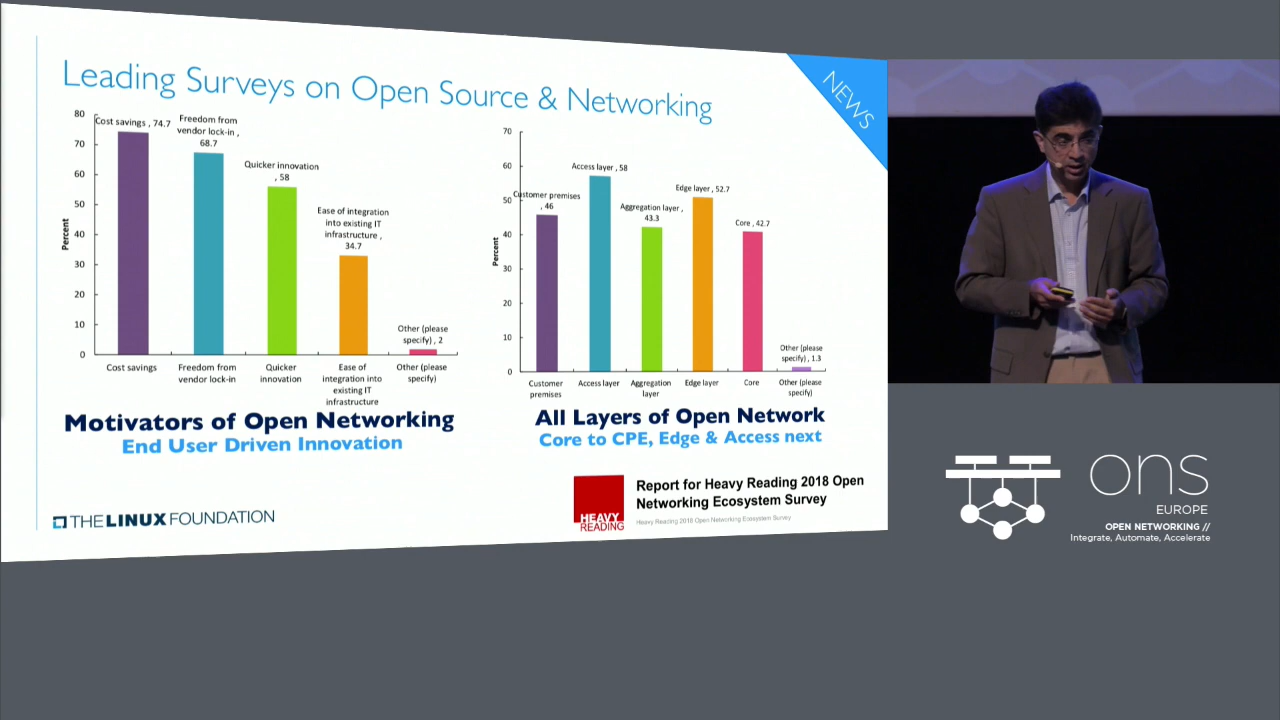 Leading Surveys on Open Source & Networking
NEWS
80
70
60
50
40
30
20
10
0
Percent
Cost savings , 74.7
Freedom from
vendor lock-in ,
68.7
Quicker innovation
, 58
Ease of integration
into existing IT
infrastructure ,
34.7
Other (please
specify) , 2
Cost savings
Freedom from
vendor lock-in
Quicker
innovation
Ease of
integration into
existing IT
infrastructure
Other (please
specify)
Motivators of Open Networking
End User Driven Innovation
70
60
50
40
30
20
10
0
Percent
Customer premises
, 46
Access layer , 58
Aggregation layer ,
43.3
Edge layer , 52.7
Core , 42.7
Other (please
specify) , 1.3
Customer
premises
Access layer
Aggregation
layer
Edge layer
Core
Other (please
specify)
All Layers of Open Network
Core to CPE, Edge & Access next
THE LINUX FOUNDATION
HEAVY
READING
Report for Heavy Reading 2018 Open
Networking Ecosystem Survey
Heavy Reading 2018 Open Networking Ecosystem Survey
ons
EUROPE
OPEN NETWORKING //
Integrate, Automate, Accelerate